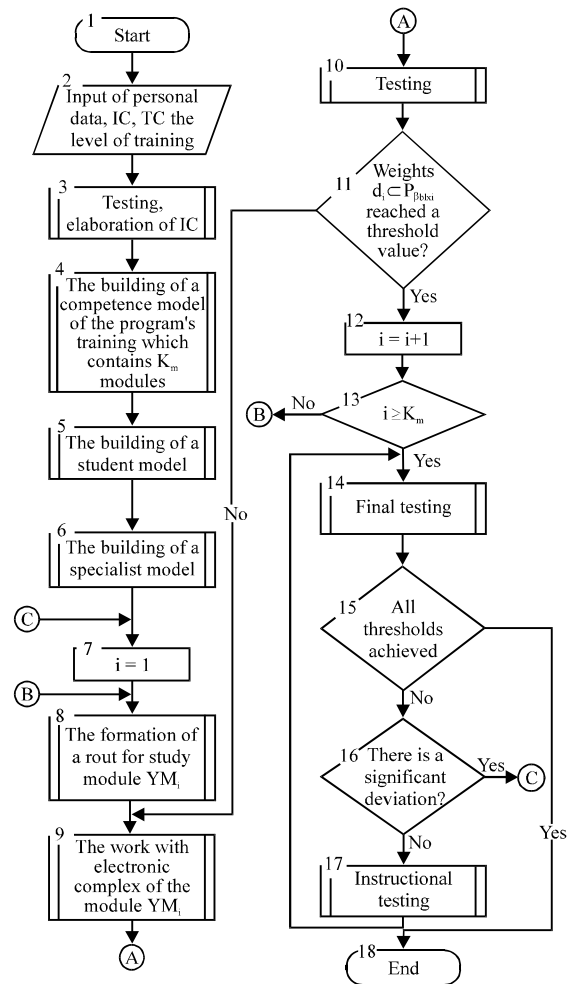 1
Start
2
Input of personal
data, IC, TC the
level of training
3
Testing,
elaboration of IC
4
The building of a
competence model
of the program's
training which
contains Kₘ
modules
5
The building of a
student model
6
The building of a
specialist model
C
7
i = 1
B
8
The formation of
a rout for study
module YMᵢ
9
The work with
electronic
complex of the
module YMᵢ
A
A
10
Testing
11
Weights
dᵢ⊂P_βbbxi
reached a
threshold
value?
No
Yes
12
i = i+1
13
i ≥Kₘ
No
B
Yes
14
Final testing
15
All
thresholds
achieved
No
Yes
16
There is a
significant
deviation?
Yes
C
No
17
Instructional
testing
18
End